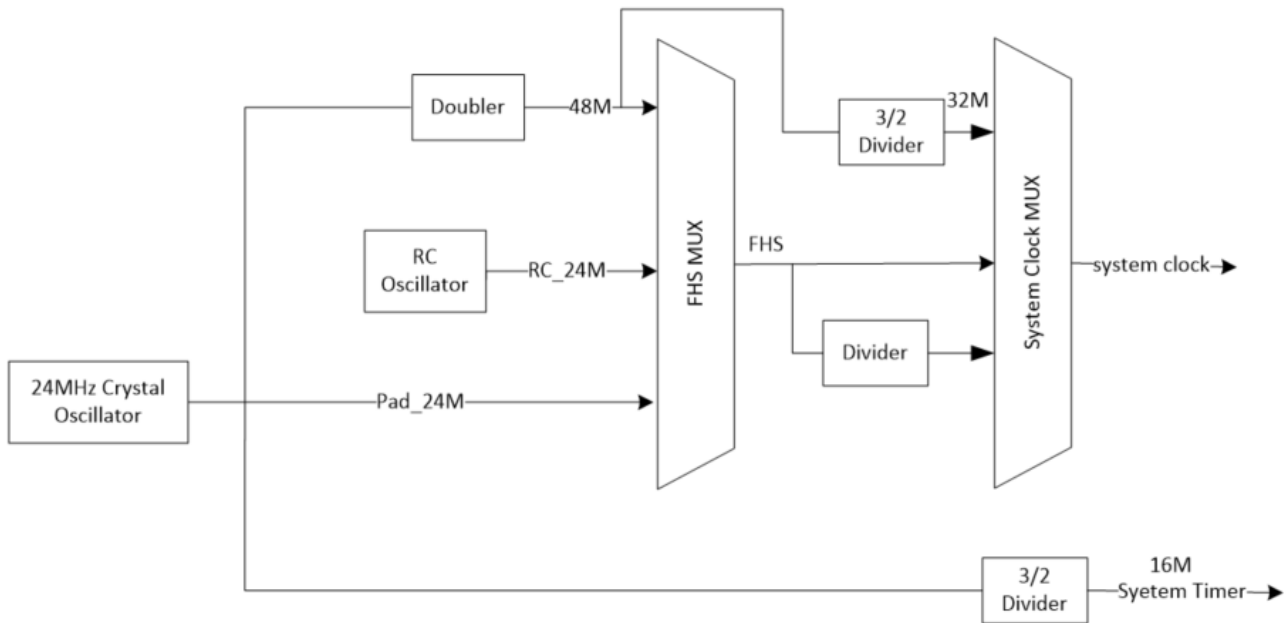 Doubler
48M
3/2
Divider
32M
RC
Oscillator
RC_24M
FHS MUX
FHS
Divider
System Clock MUX
system clock
24MHz Crystal
Oscillator
Pad_24M
3/2
Divider
16M
Syetem Timer